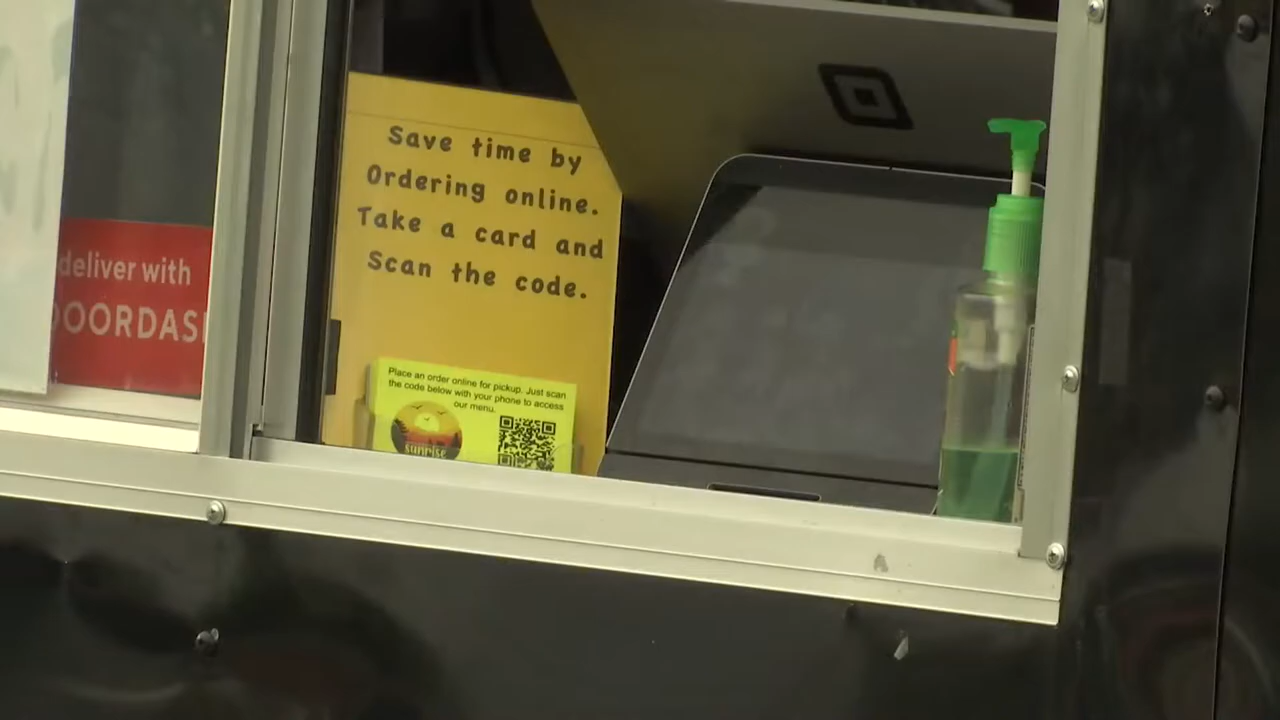 deliver with
DOORDAS
Save time by
Ordering online.
Take a card and
Scan the code.
Place an order online for pickup. Just scan
the code below with your phone to access
our menu.
sunrise